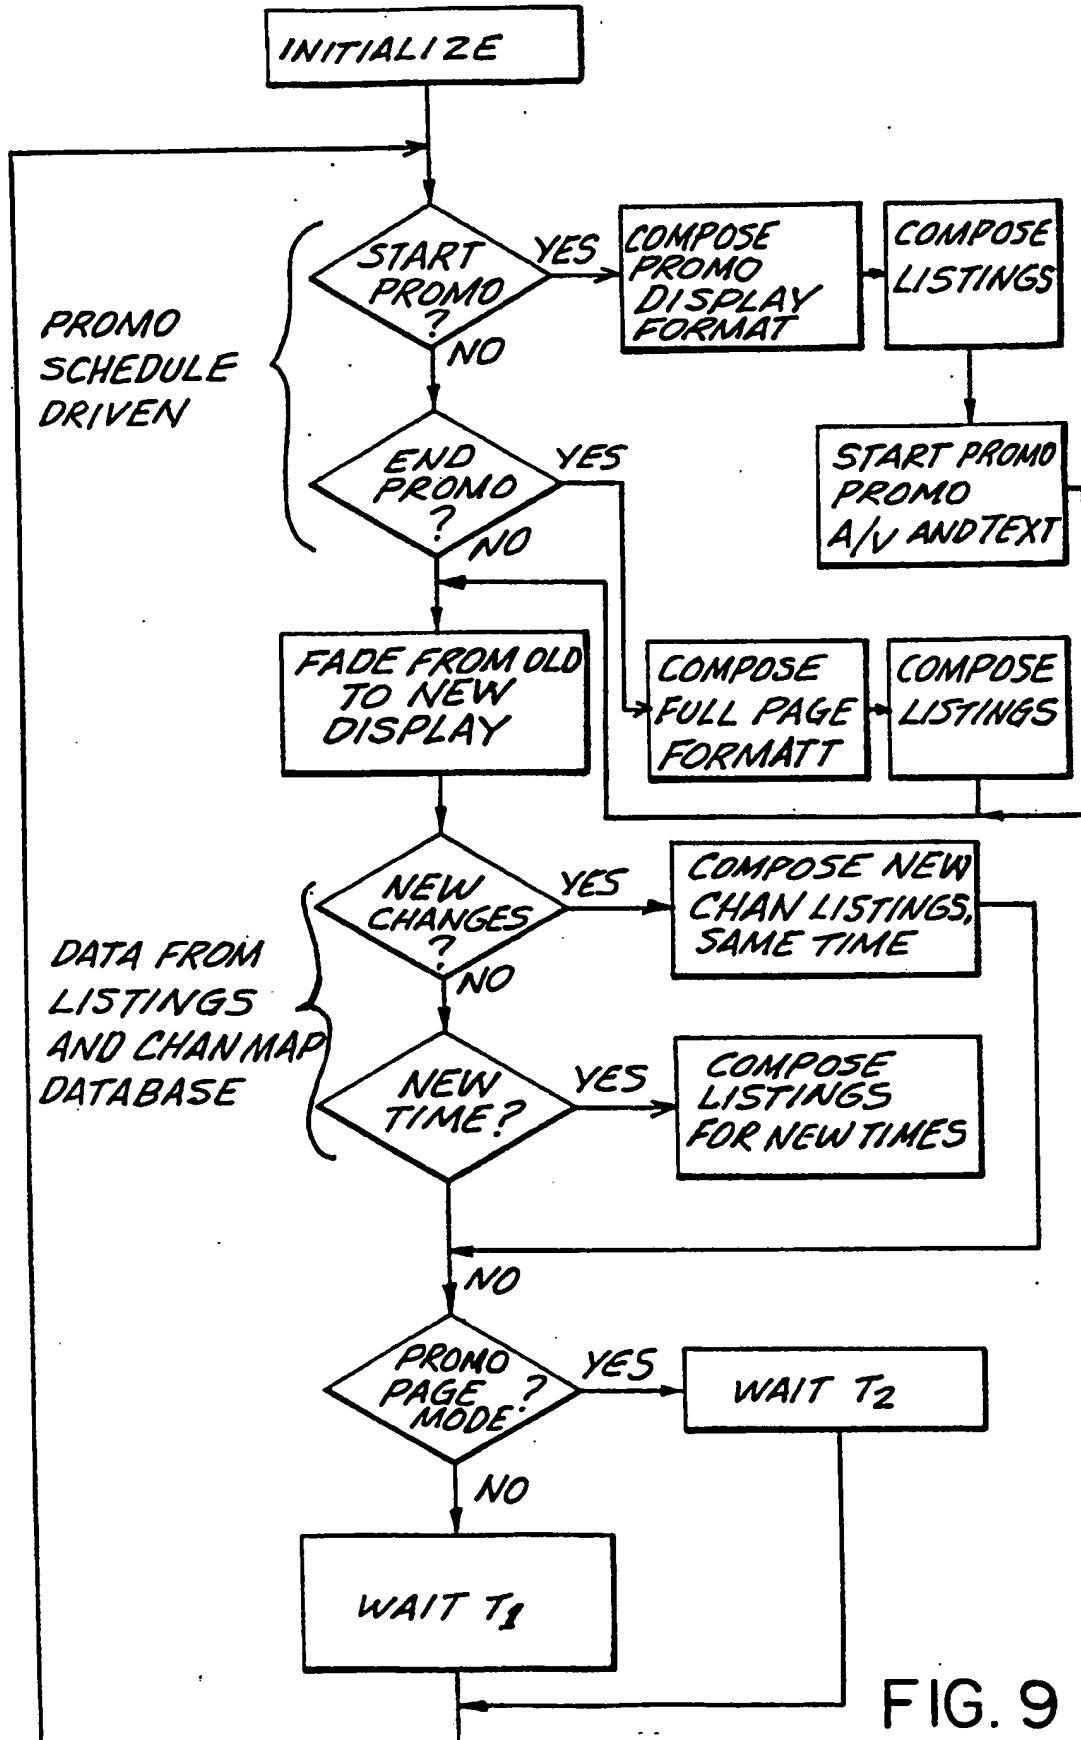 INITIALIZE
START
PROMO
?
YES
NO
COMPOSE
PROMO
DISPLAY
FORMAT
COMPOSE
LISTINGS
PROMO
SCHEDULE
DRIVEN
END
PROMO
?
YES
NO
START PROMO
PROMO
A/V AND TEXT
FADE FROM OLD
TO NEW
DISPLAY
COMPOSE
FULL PAGE
FORMATT
COMPOSE
LISTINGS
NEW
CHANGES
?
YES
NO
COMPOSE NEW
CHAN LISTINGS,
SAME TIME
DATA FROM
LISTINGS
AND CHAN MAP
DATABASE
NEW
TIME?
YES
COMPOSE
LISTINGS
FOR NEW TIMES
NO
PROMO
PAGE ?
MODE
YES
NO
WAIT T2
WAIT T1
FIG. 9